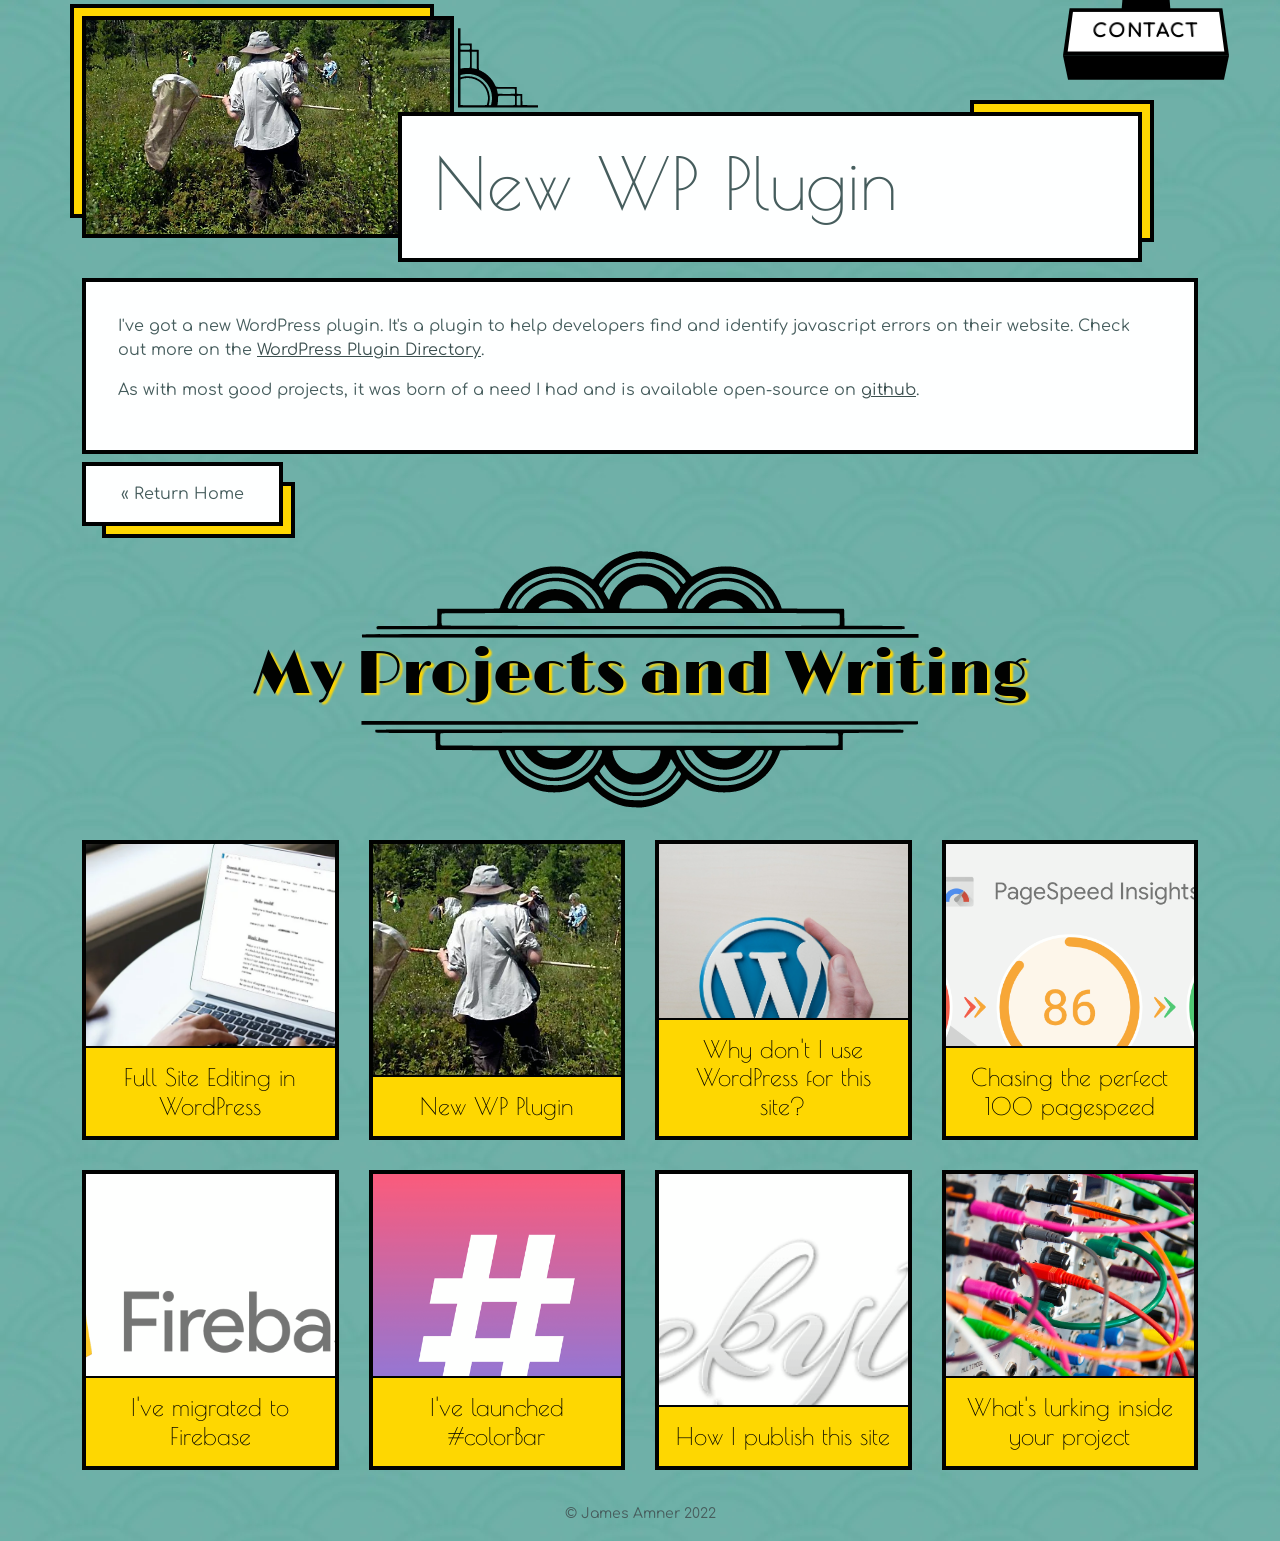 CONTACT
New WP Plugin
I've got a new WordPress plugin. It's a plugin to help developers find and identify javascript errors on their website. Check
out more on the WordPress Plugin Directory.
As with most good projects, it was born of a need I had and is available open-source on github.
« Return Home
My Projects and Writing
Full Site Editing in
WordPress
New WP Plugin
W
Why don't I use
WordPress for this
site?
PageSpeed Insights
86
Chasing the perfect
100 pagespeed
Fireba
I've migrated to
Firebase
#
I've launched
#colorBar
ekyl
How I publish this site
What's lurking inside
your project
© James Amner 2022